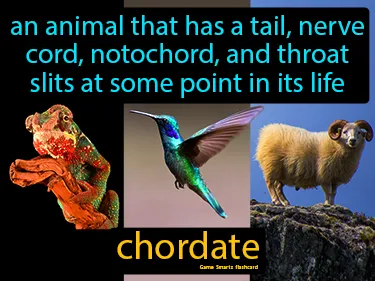 an animal that has a tail, nerve
cord, notochord, and throat
slits at some point in its life
chordate
Game Smartz flashcard